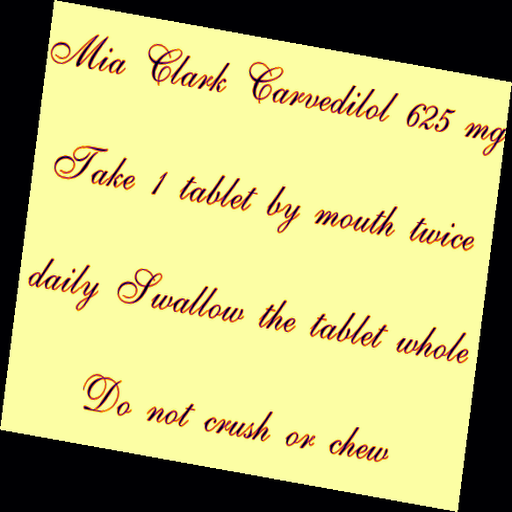 Mia Clark Carvedilol 625 mg
Take 1 tablet by mouth twice
daily Swallow the tablet whole
Do not crush or chew